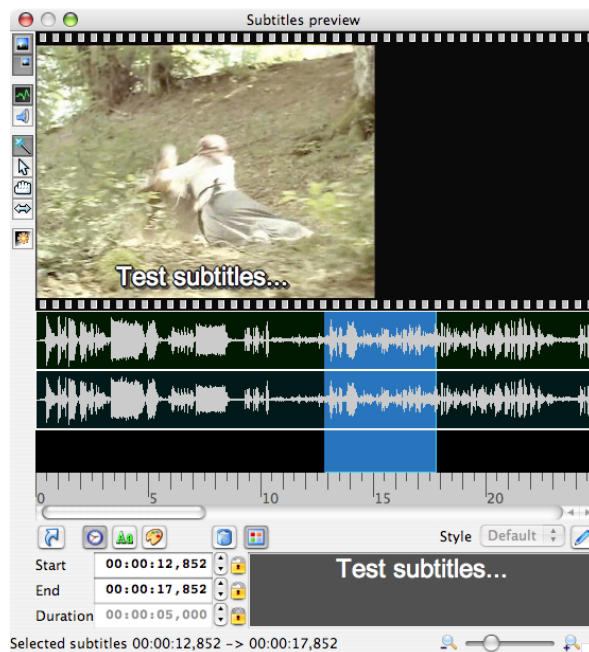 Subtitles preview
Test subtitles...
0 5 10 15 20
Aa
Style Default
Start 00:00:12,852
End 00:00:17,852
Duration 00:00:05,000
Test subtitles...
Selected subtitles 00:00:12,852 -> 00:00:17,852